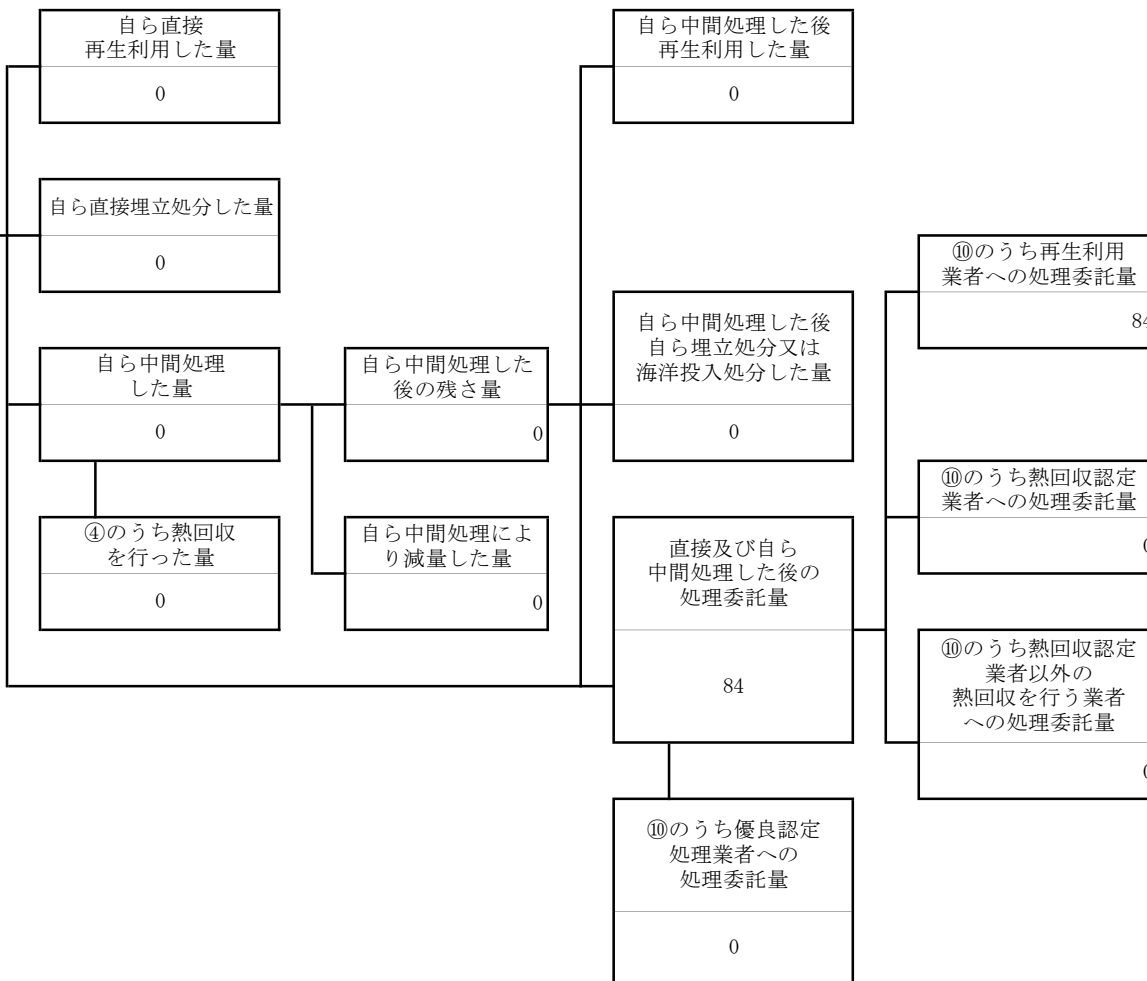 自ら直接
再生利用した量
0
自ら中間処理した後
再生利用した量
0
自ら直接埋立処分した量
0
⑩のうち再生利用
業者への処理委託量
84
自ら中間処理した後
自ら埋立処分又は
海洋投入処分した量
0
自ら中間処理
した量
0
自ら中間処理した
後の残さ量
0
⑩のうち熱回収認定
業者への処理委託量
0
④のうち熱回収
を行った量
0
自ら中間処理によ
り減量した量
0
直接及び自ら
中間処理した後の
処理委託量
84
⑩のうち熱回収認定
業者以外の
熱回収を行う業者
への処理委託量
0
⑩のうち優良認定
処理業者への
処理委託量
0